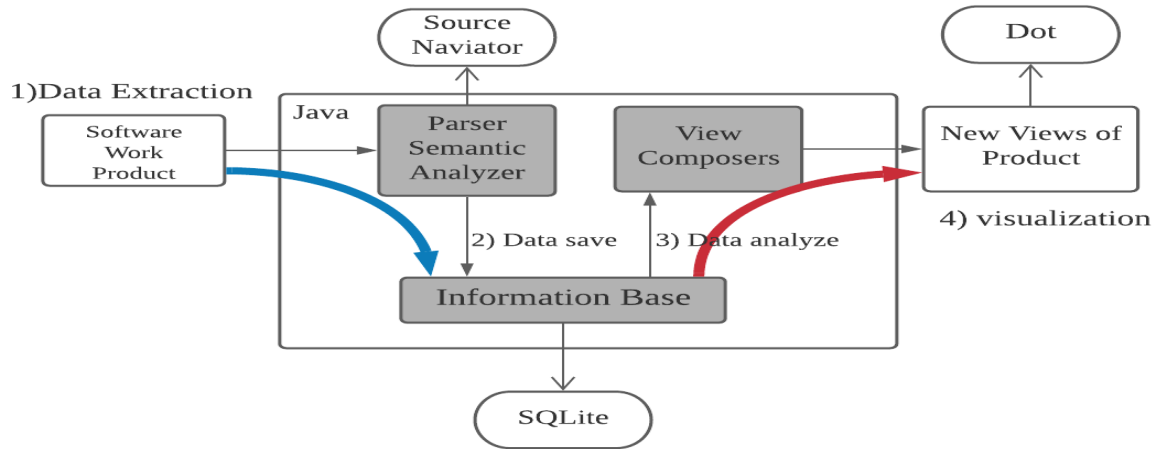 Source
Naviator
Dot
1)Data Extraction
Java
Software
Work
Product
Parser
Semantic
Analyzer
View
Composers
New Views of
Product
2) Data save
3) Data analyze
4) visualization
Information Base
SQLite